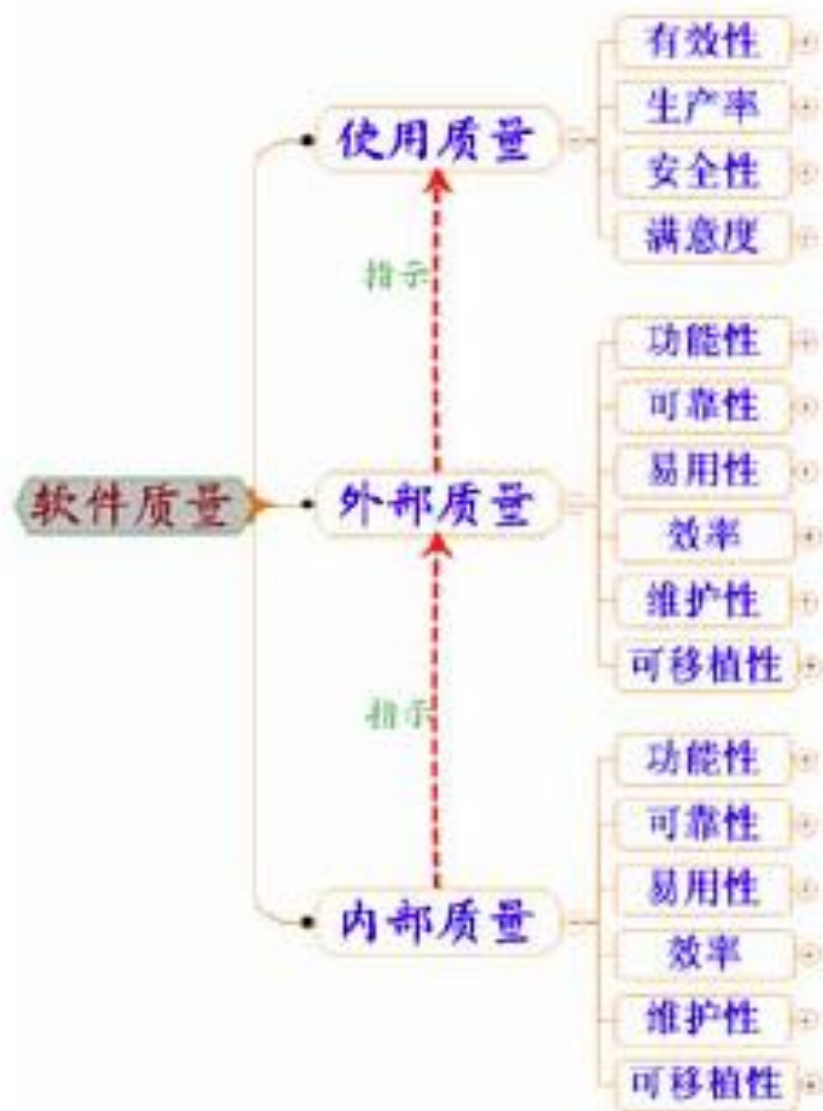 软件质量
使用质量
有效性
生产率
安全性
满意度
指示
外部质量
功能性
可靠性
易用性
效率
维护性
可移植性
指示
内部质量
功能性
可靠性
易用性
效率
维护性
可移植性